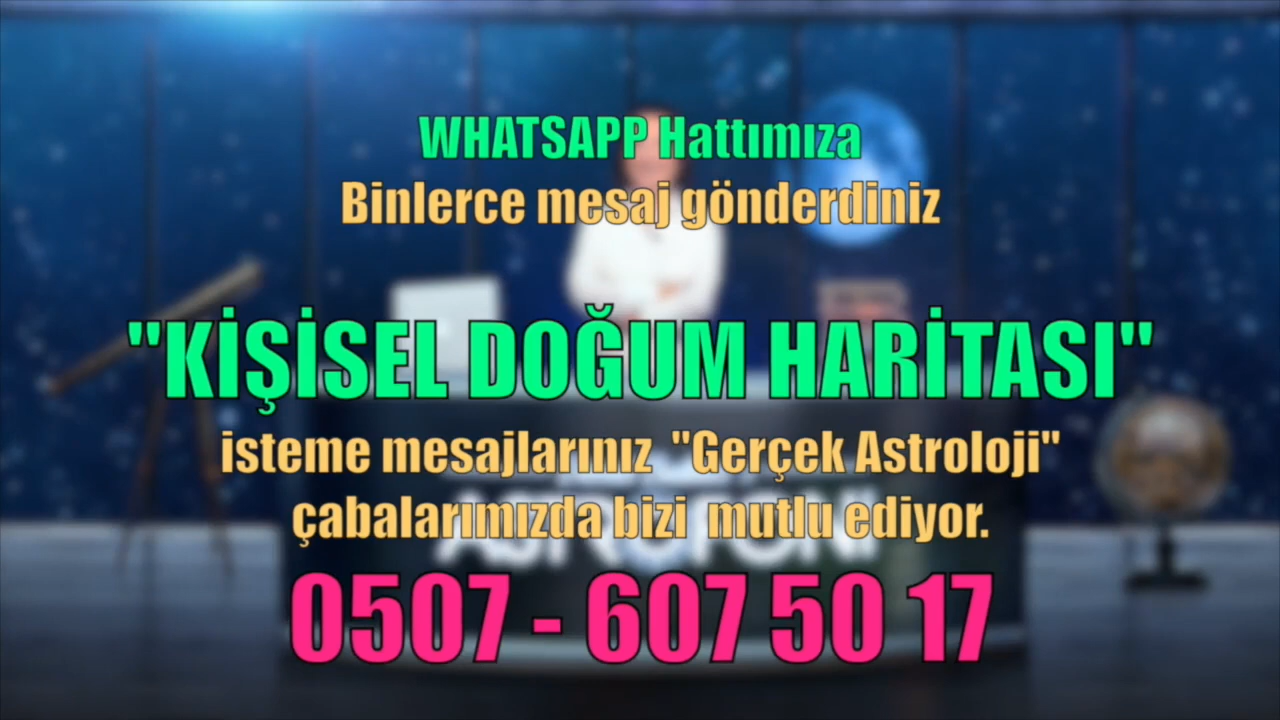 WHATSAPP Hattımıza
Binlerce mesaj gönderdiniz
"KİŞİSEL DOĞUM HARİTASI"
isteme mesajlarınız "Gerçek Astroloji"
çabalarımızda bizi mutlu ediyor.
0507 - 607 50 17